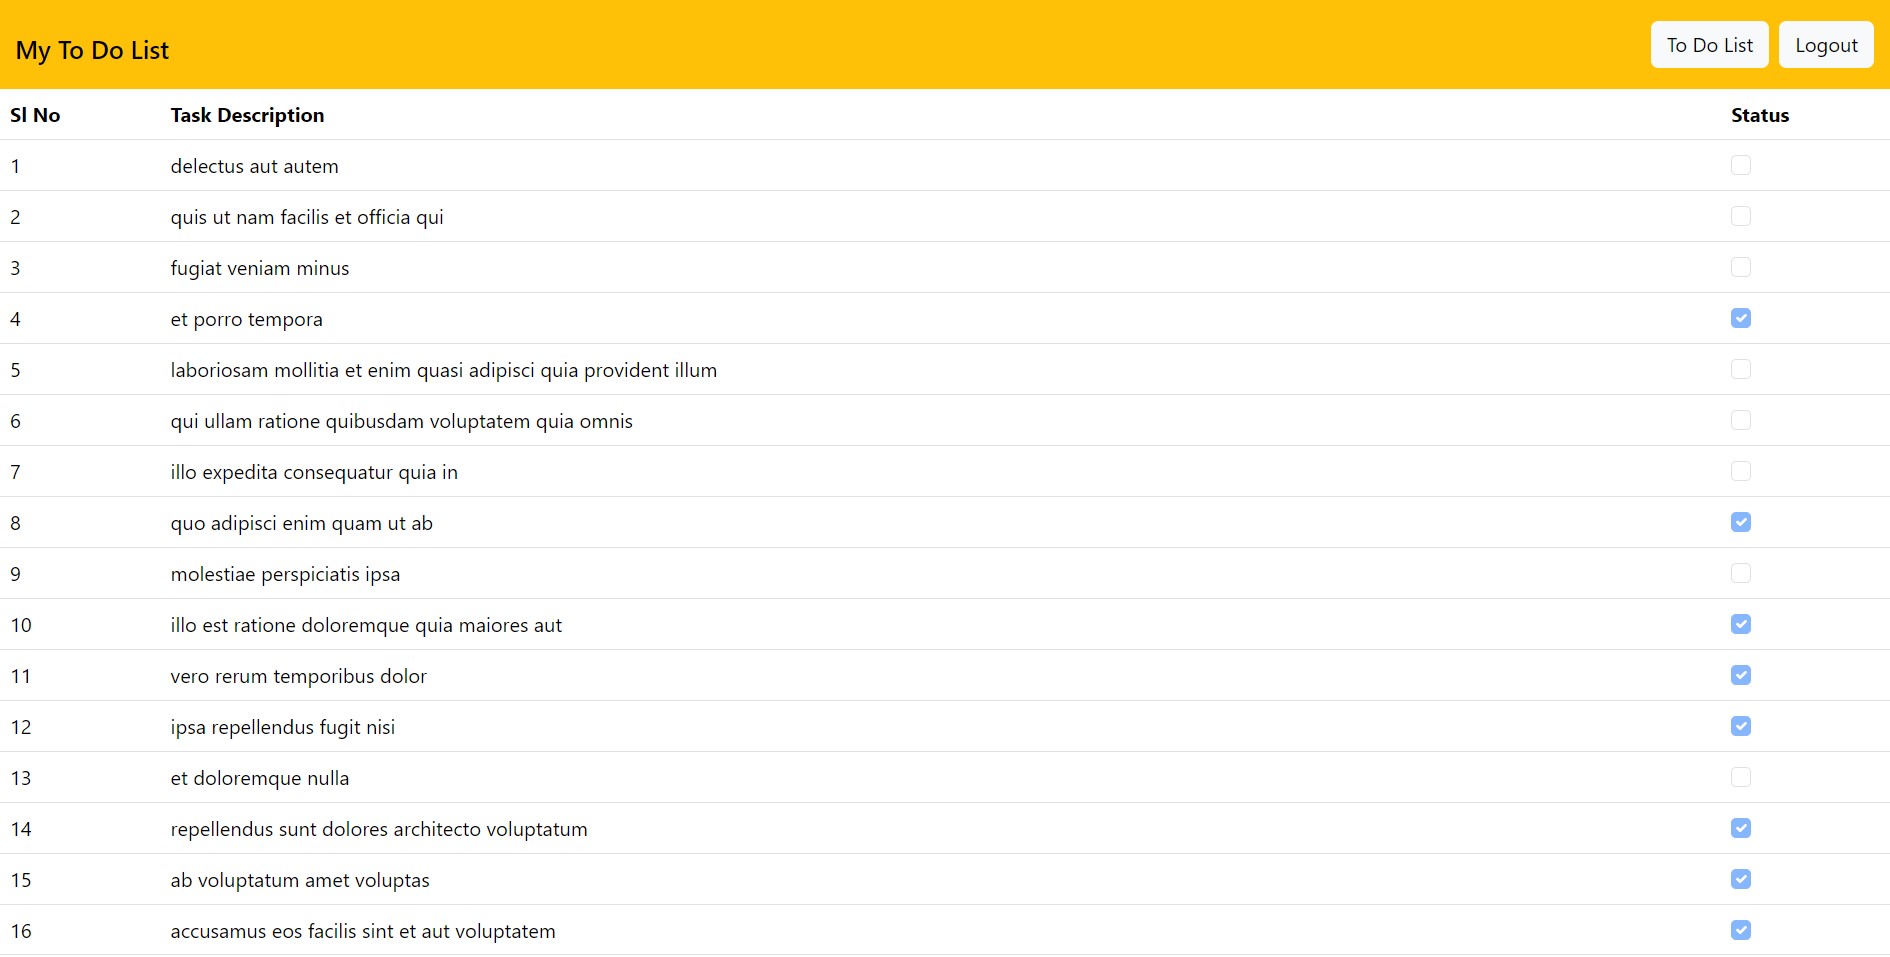 My To Do List To Do List Logout
Sl No Task Description Status
1 delectus aut autem
2 quis ut nam facilis et officia qui
3 fugiat veniam minus
4 et porro tempora
5 laboriosam mollitia et enim quasi adipisci quia provident illum
6 qui ullam ratione quibusdam voluptatem quia omnis
7 illo expedita consequatur quia in
8 quo adipisci enim quam ut ab
9 molestiae perspiciatis ipsa
10 illo est ratione doloremque quia maiores aut
11 vero rerum temporibus dolor
12 ipsa repellendus fugit nisi
13 et doloremque nulla
14 repellendus sunt dolores architecto voluptatum
15 ab voluptatum amet voluptas
16 accusamus eos facilis sint et aut voluptatem